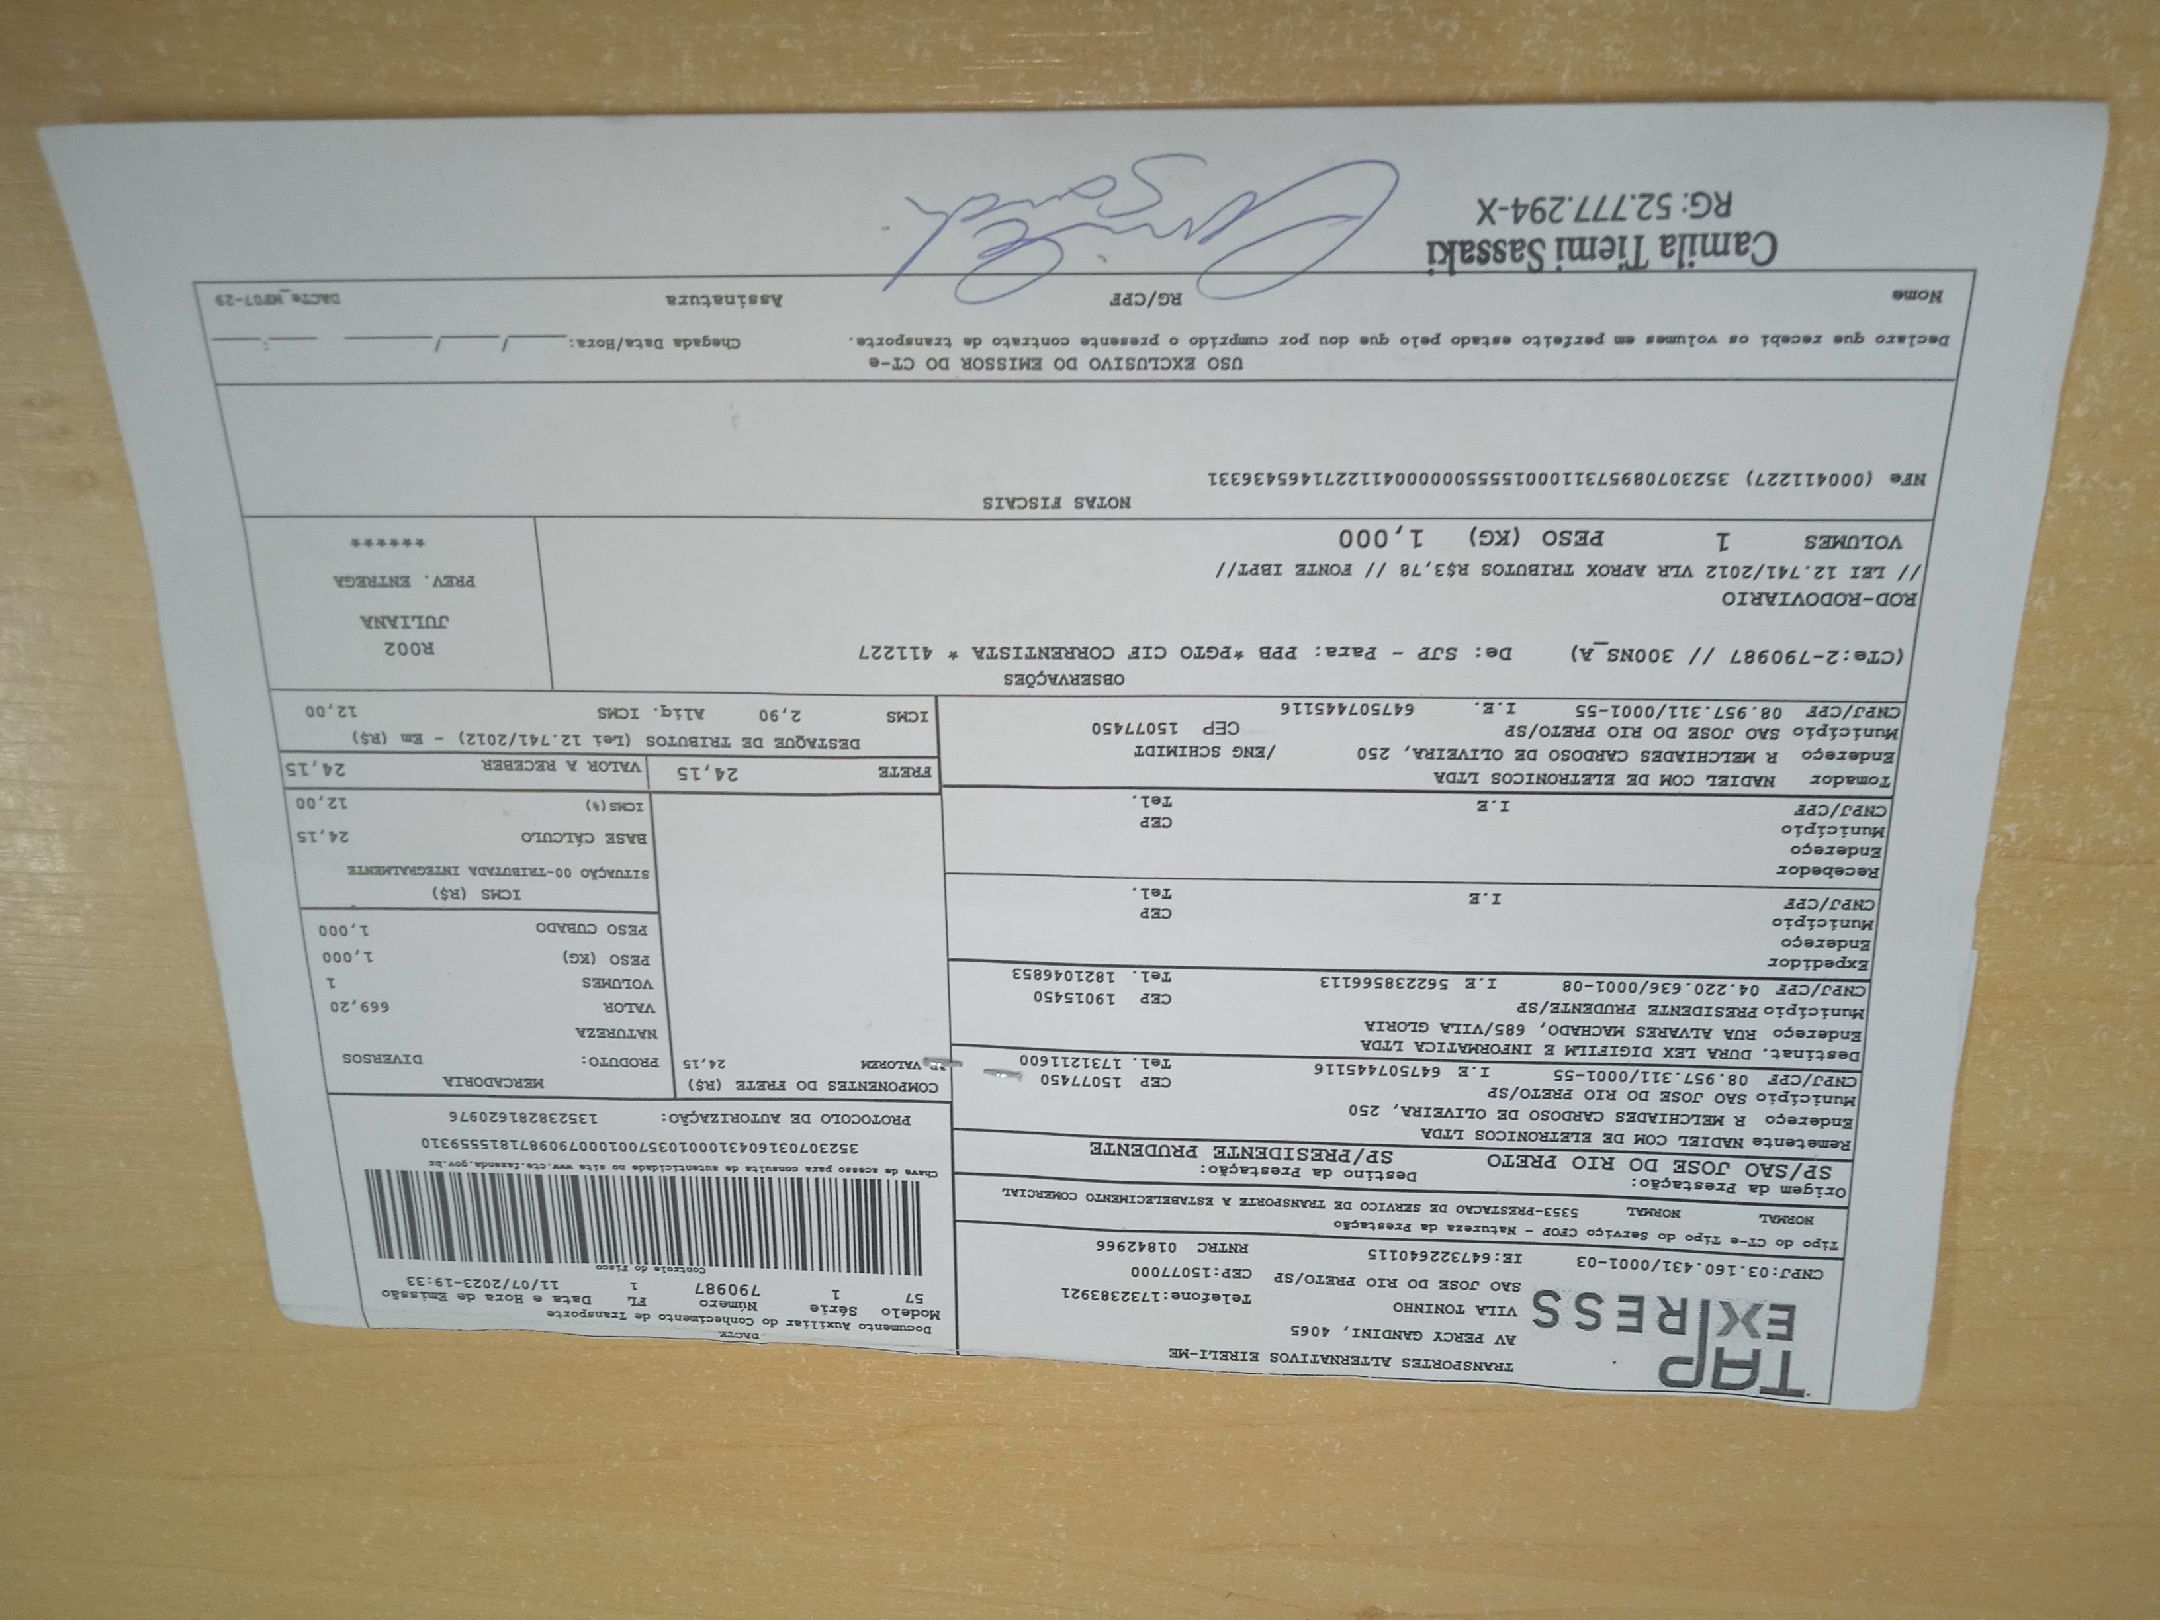 TAP
EXPRESS
TRANSPORTES ALTERNATIVOS EIRELI-ME
AV PERCY GANDINI, 4065
VILA TONINHO Telefone:1732383921
SAO JOSE DO RIO PRETO/SP CEP:15077000
CNPJ:03.160.431/0001-03 IE:647322640115 RNTRC 01842966
DACTE
Documento Auxiliar do Conhecimento de Transporte
Modelo Série Número FL Data e Hora de Emissão
57 1 790987 1 11/07/2023-19:33
Controle do Fisco
Chave de acesso para consulta de autenticidade no site www.cte.fazenda.gov.br
35230703160431000103570010007909871815559310
PROTOCOLO DE AUTORIZAÇÃO: 135238281620976
Tipo do CT-e Tipo do Serviço CFOP - Natureza da Prestação
NORMAL NORMAL 5353-PRESTACAO DE SERVICO DE TRANSPORTE A ESTABELECIMENTO COMERCIAL
Origem da Prestação: Destino da Prestação:
SP/SAO JOSE DO RIO PRETO SP/PRESIDENTE PRUDENTE
Remetente NADIEL COM DE ELETRONICOS LTDA
Endereço R MELCHIADES CARDOSO DE OLIVEIRA, 250
Município SAO JOSE DO RIO PRETO/SP CEP 15077450
CNPJ/CPF 08.957.311/0001-55 I.E 647507445116 Tel. 1731211600
Destinat. DURA LEX DIGIFILM E INFORMATICA LTDA
Endereço RUA ALVARES MACHADO, 685/VILA GLORIA
Município PRESIDENTE PRUDENTE/SP CEP 19015450
CNPJ/CPF 04.220.636/0001-08 I.E 562238566113 Tel. 1821046853
Expedidor
Endereço
Município CEP
CNPJ/CPF I.E Tel.
Recebedor
Endereço
Município CEP
CNPJ/CPF I.E Tel.
Tomador NADIEL COM DE ELETRONICOS LTDA
Endereço R MELCHIADES CARDOSO DE OLIVEIRA, 250 /ENG SCHIMIDT
Município SAO JOSE DO RIO PRETO/SP CEP 15077450
CNPJ/CPF 08.957.311/0001-55 I.E. 647507445116
COMPONENTES DO FRETE (R$)
VALOREM 24,15
MERCADORIA
PRODUTO: DIVERSOS
NATUREZA
VALOR 669,20
VOLUMES 1
PESO (KG) 1,000
PESO CUBADO 1,000
ICMS (R$)
SITUAÇÃO 00-TRIBUTADA INTEGRALMENTE
BASE CÁLCULO 24,15
ICMS(%) 12,00
FRETE 24,15 VALOR A RECEBER 24,15
DESTAQUE DE TRIBUTOS (Lei 12.741/2012) - Em (R$)
ICMS 2,90 Alíq. ICMS 12,00
OBSERVAÇÕES
(CTe:2-790987 // 300NS_A) De: SJP - Para: PPB *PGTO CIF CORRENTISTA * 411227
ROD-RODOVIARIO
// LEI 12.741/2012 VLR APROX TRIBUTOS R$3,78 // FONTE IBPT//
VOLUMES 1 PESO (KG) 1,000
R002
JULIANA
PREV. ENTREGA
******
NOTAS FISCAIS
NFe (000411227) 35230708957311000155550000004112271465436331
USO EXCLUSIVO DO EMISSOR DO CT-e
Declaro que recebi os volumes em perfeito estado pelo que dou por cumprido o presente contrato de transporte. Chegada Data/Hora:____/____/____ ____:____
Nome RG/CPF Assinatura DACTe_MF07-29
Camila Tiemi Sassaki
RG: 52.777.294-X